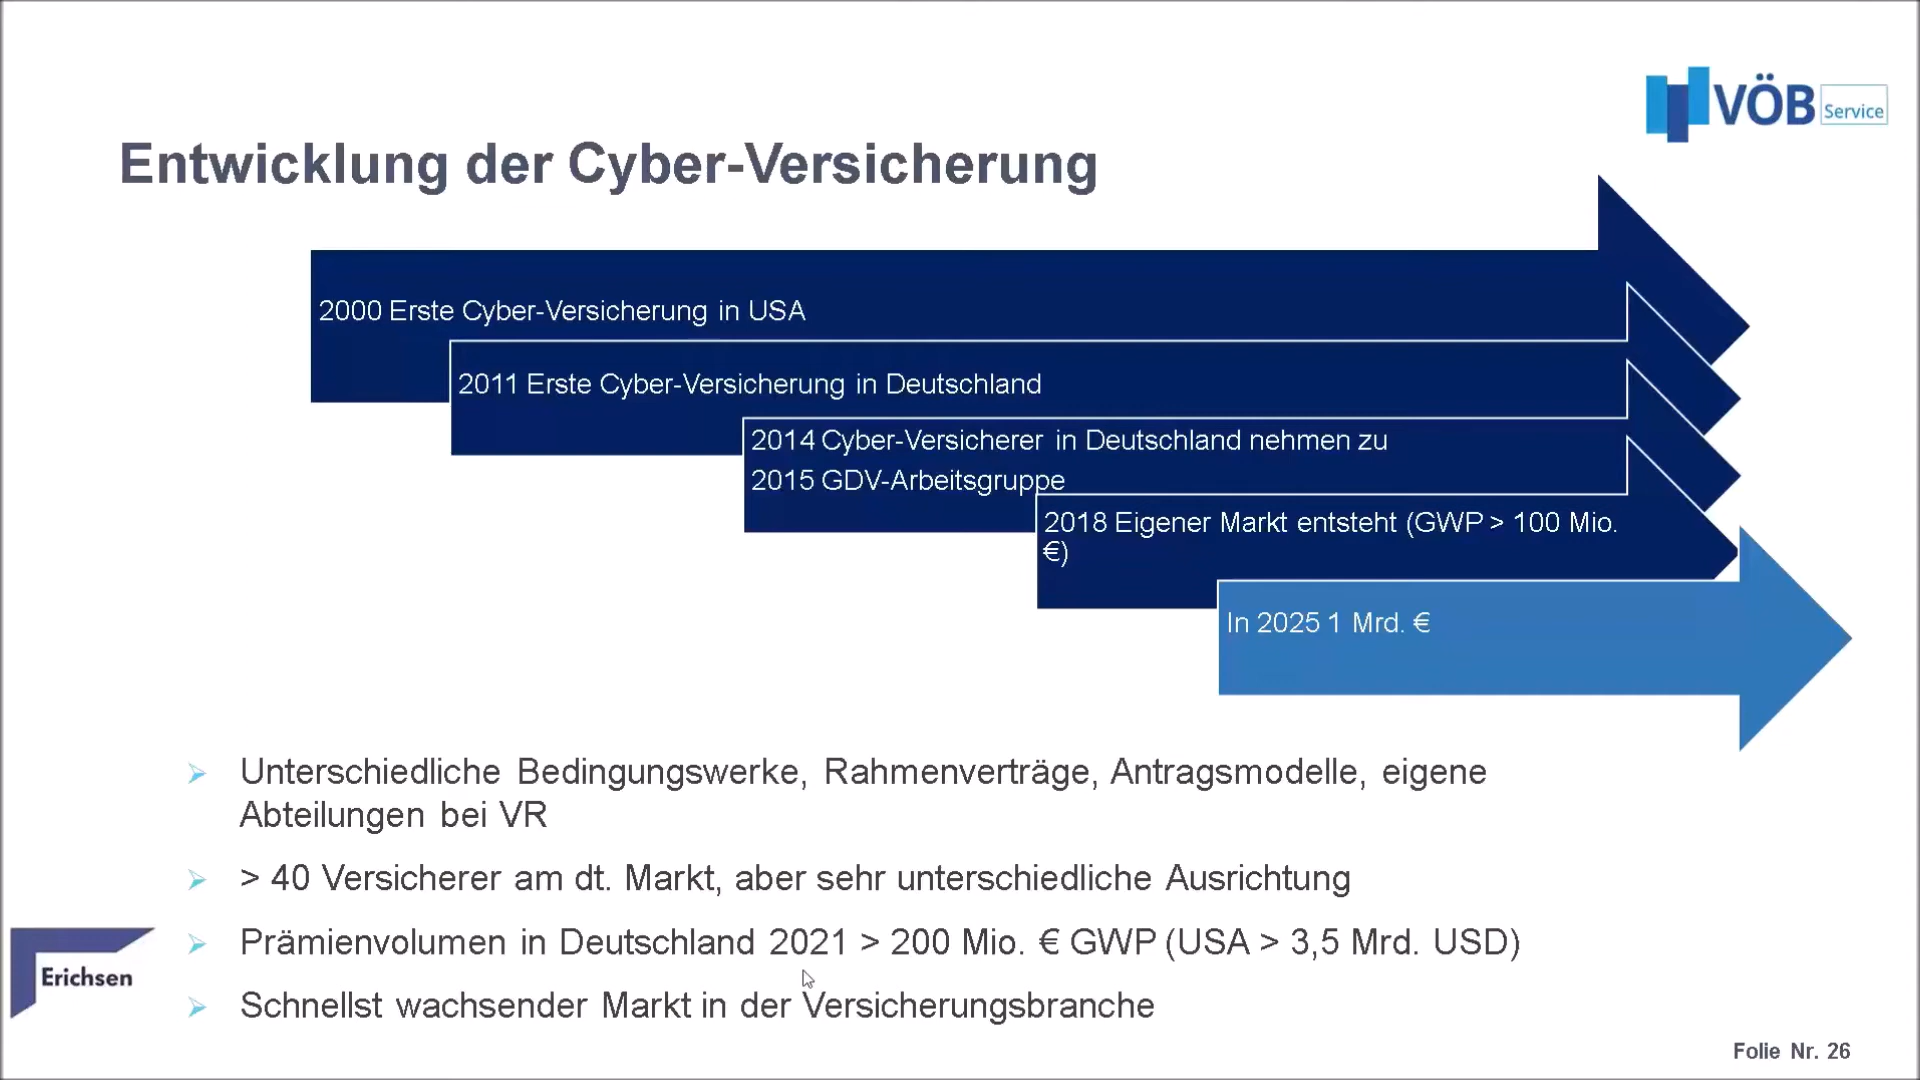 VÖB Service
Entwicklung der Cyber-Versicherung
2000 Erste Cyber-Versicherung in USA
2011 Erste Cyber-Versicherung in Deutschland
2014 Cyber-Versicherer in Deutschland nehmen zu
2015 GDV-Arbeitsgruppe
2018 Eigener Markt entsteht (GWP > 100 Mio.
€)
In 2025 1 Mrd. €
Unterschiedliche Bedingungswerke, Rahmenverträge, Antragsmodelle, eigene
Abteilungen bei VR
> 40 Versicherer am dt. Markt, aber sehr unterschiedliche Ausrichtung
Prämienvolumen in Deutschland 2021 > 200 Mio. € GWP (USA > 3,5 Mrd. USD)
Erichsen
Schnellst wachsender Markt in der Versicherungsbranche
Folie Nr. 26